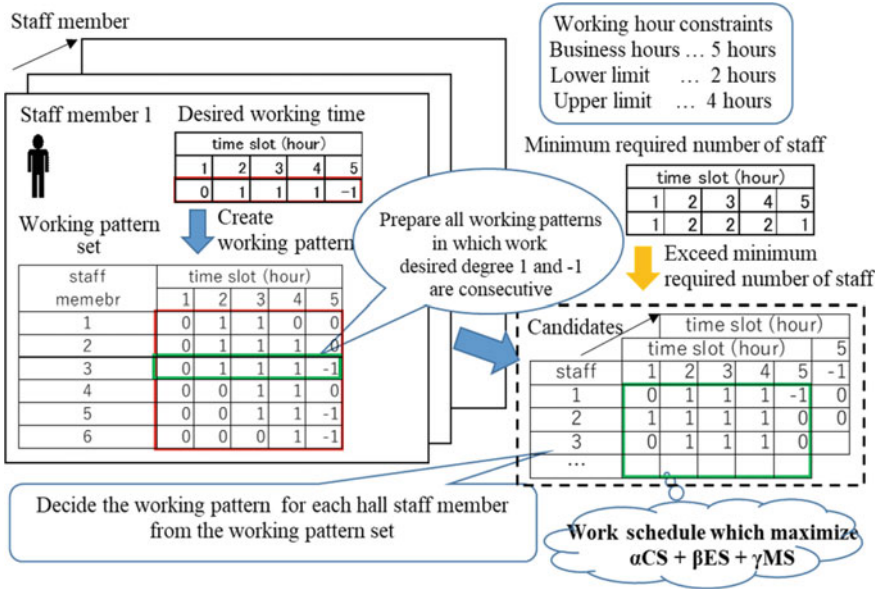 Staff member
Staff member 1
Desired working time
time slot (hour)
1 2 3 4 5
0 1 1 1 -1
Create
working pattern
Working pattern
set
staff
memebr
time slot (hour)
1 2 3 4 5
1 0 1 1 0 0
2 0 1 1 1 0
3 0 1 1 1 -1
4 0 0 1 1 0
5 0 0 1 1 -1
6 0 0 0 1 -1
Prepare all working patterns
in which work
desired degree 1 and -1
are consecutive
Working hour constraints
Business hours … 5 hours
Lower limit … 2 hours
Upper limit … 4 hours
Minimum required number of staff
time slot (hour)
1 2 3 4 5
1 2 2 2 1
Exceed minimum
required number of staff
Candidates
time slot (hour)
time slot (hour) 5
staff 1 2 3 4 5 -1
1 0 1 1 1 -1 0
2 1 1 1 1 0 0
3 0 1 1 1 0
…
Decide the working pattern for each hall staff member
from the working pattern set
Work schedule which maximize
αCS + βES + γMS